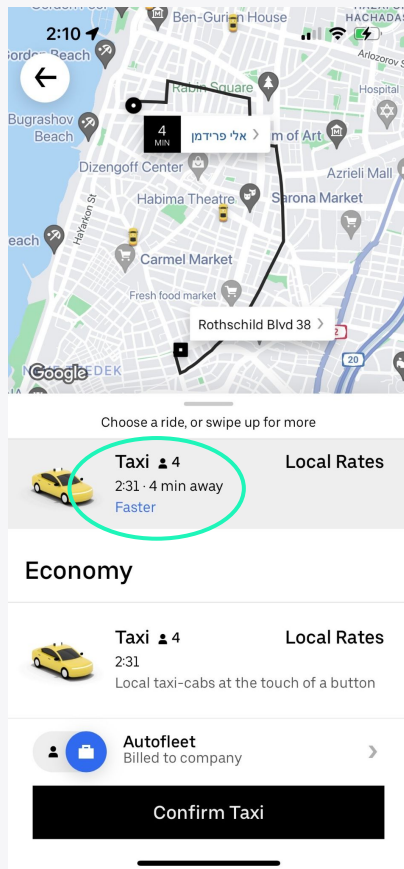 Ben-Gurion House
2:10
HACHADAS
Arlozorov S
Gordon Beach
Rabin Square
Hospital
Bugrashov
Beach
4
MIN
אלי פרידמן
m of Art
Dizengoff Center
Azrieli Mall
Habima Theatre
Sarona Market
HaYarkon St
each
Carmel Market
Fresh food market
Rothschild Blvd 38
2
20
Google
EDEK
Choose a ride, or swipe up for more
Taxi 4
Local Rates
2:31 · 4 min away
Faster
Economy
Taxi 4
Local Rates
2:31
Local taxi-cabs at the touch of a button
Autofleet
Billed to company
Confirm Taxi